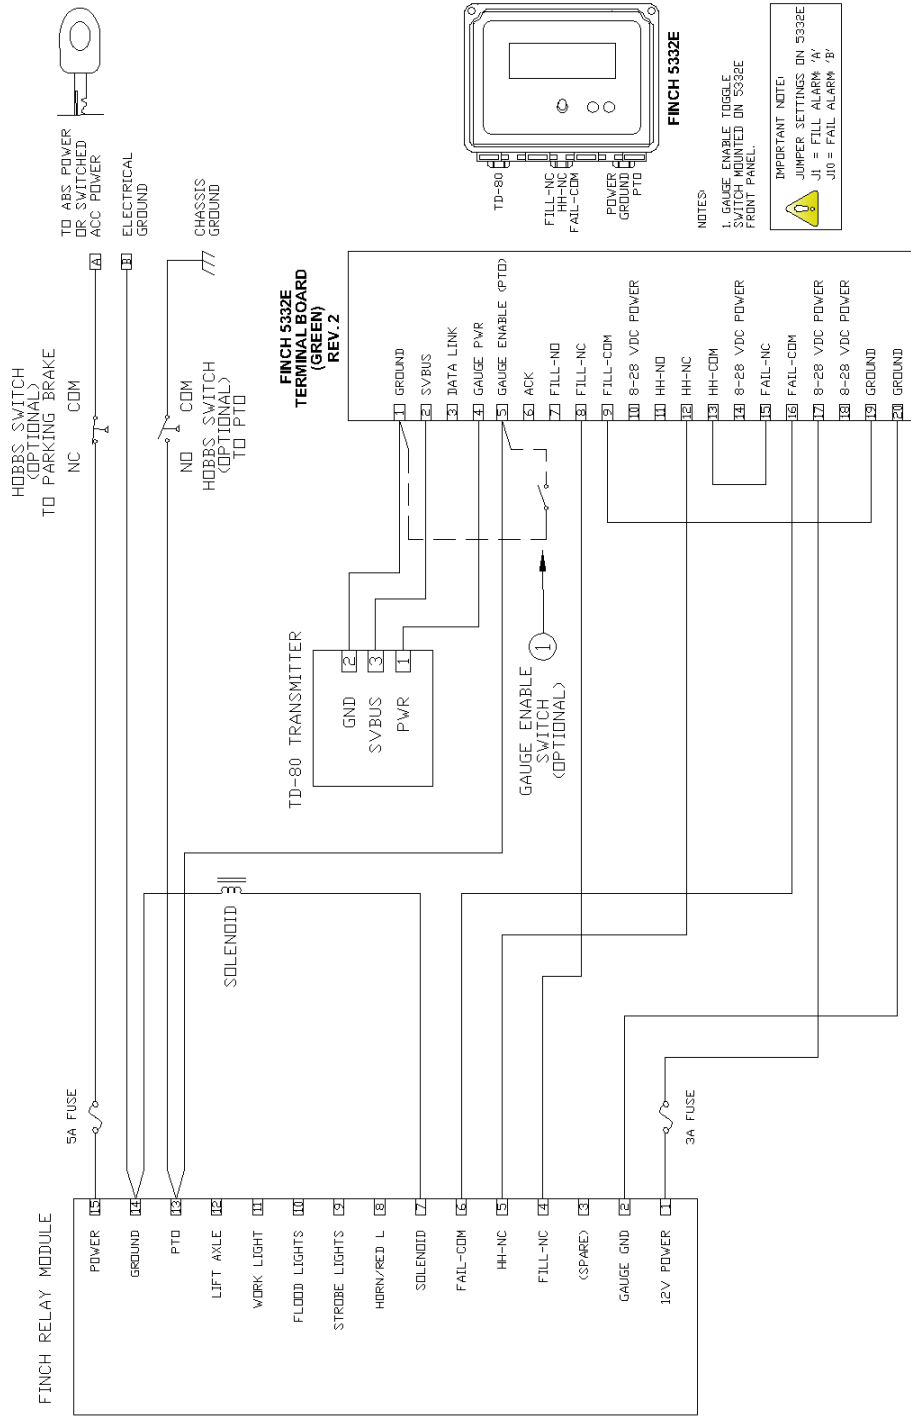 HOBBS SWITCH
(OPTIONAL)
TO PARKING BRAKE
NC
COM
A
TO ABS POWER
OR SWITCHED
ACC POWER
B
ELECTRICAL
GROUND
CHASSIS
GROUND
NO
COM
HOBBS SWITCH
(OPTIONAL)
TO PTO
FINCH 5332E
TERMINAL BOARD
(GREEN)
REV. 2
1 GROUND
2 SVBUS
3 DATA LINK
4 GAUGE PWR
5 GAUGE ENABLE (PTO)
6 ACK
7 FILL-NO
8 FILL-NC
9 FILL-COM
10 8-28 VDC POWER
11 HH-NO
12 HH-NC
13 HH-COM
14 8-28 VDC POWER
15 FAIL-NC
16 FAIL-COM
17 8-28 VDC POWER
18 8-28 VDC POWER
19 GROUND
20 GROUND
TD-80
FILL-NC
HH-NC
FAIL-COM
POWER
GROUND
PTO
FINCH 5332E
NOTES:
1. GAUGE ENABLE TOGGLE
SWITCH MOUNTED ON 5332E
FRONT PANEL.
IMPORTANT NOTE:
JUMPER SETTINGS ON 5332E
J1 = FILL ALARM: 'A'
J10 = FAIL ALARM: 'B'
TD-80 TRANSMITTER
GND 2
SVBUS 3
PWR 1
GAUGE ENABLE
SWITCH
(OPTIONAL)
1
SOLENOID
5A FUSE
3A FUSE
FINCH RELAY MODULE
POWER 15
GROUND 14
PTO 13
LIFT AXLE 12
WORK LIGHT 11
FLOOD LIGHTS 10
STROBE LIGHTS 9
HORN/RED L 8
SOLENOID 7
FAIL-COM 6
HH-NC 5
FILL-NC 4
(SPARE) 3
GAUGE GND 2
12V POWER 1